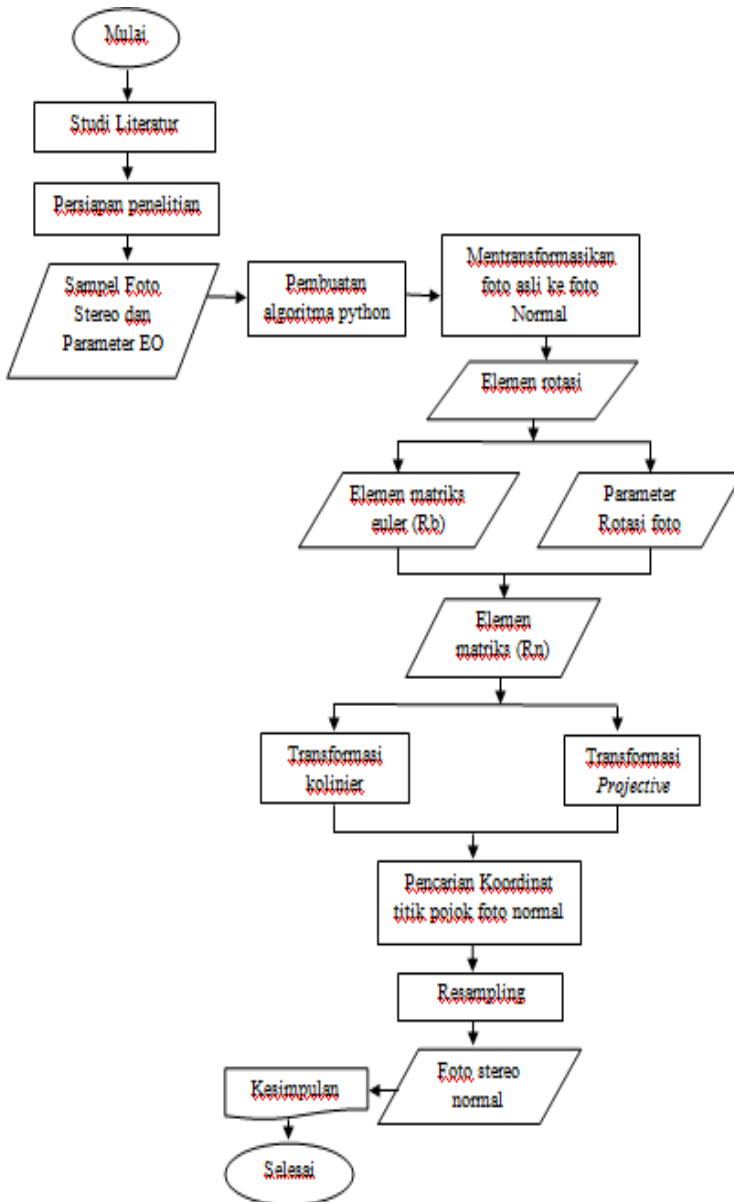 Mulai
Studi Literatur
Persiapan penelitian
Sampel Foto
Stereo dan
Parameter EO
Pembuatan
algoritma python
Mentransformasikan
foto asli ke foto
Normal
Elemen rotasi
Elemen matriks
euler (Rb)
Parameter
Rotasi foto
Elemen
matriks (Rn)
Transformasi
kolinier
Transformasi
Projective
Pencarian Koordinat
titik pojok foto normal
Resampling
Foto stereo
normal
Kesimpulan
Selesai